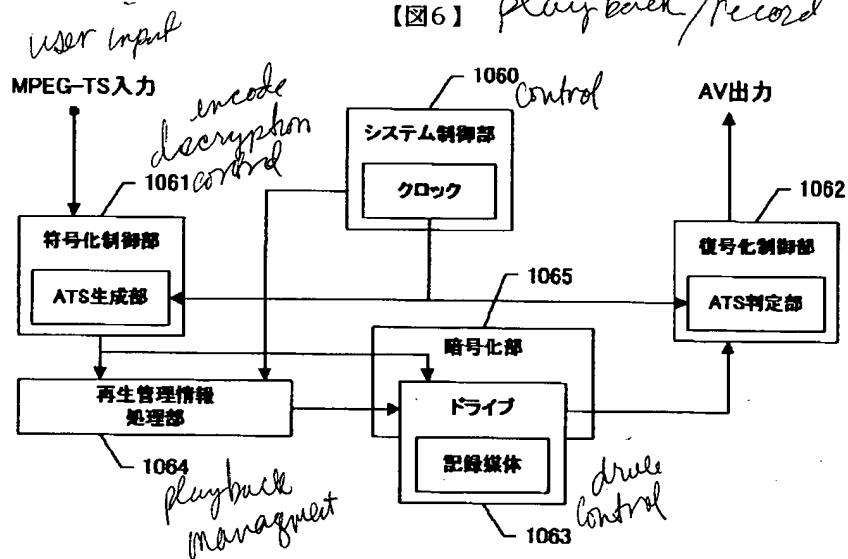 【図6】 playback/record
user input
MPEG-TS入力
encode
descryption
control
1061
符号化制御部
ATS生成部
1060
control
システム制御部
クロック
AV出力
1062
復号化制御部
ATS判定部
1065
暗号化部
ドライブ
記録媒体
1063
drive
control
再生管理情報
処理部
1064
playback
managment